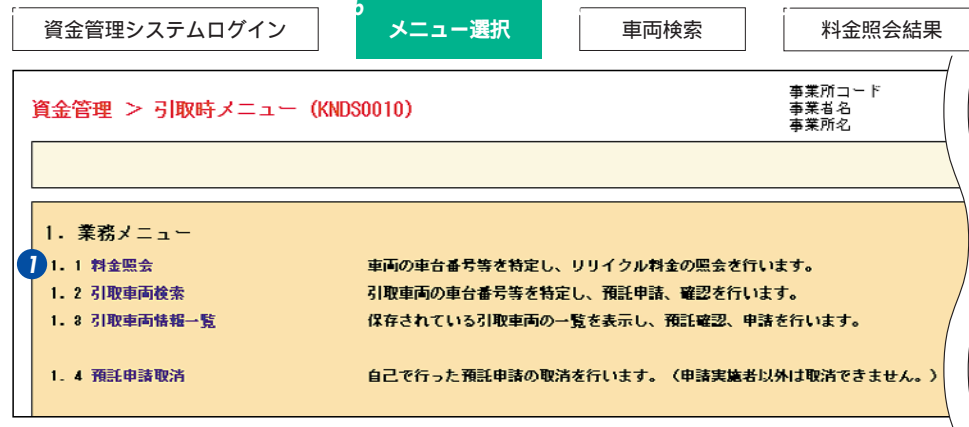 資金管理システムログイン
メニュー選択
車両検索
料金照会結果
資金管理 > 引取時メニュー (KNDS0010)
事業所コード
事業者名
事業所名
1. 業務メニュー
1
1. 1 料金照会 車両の車台番号等を特定し、リサイクル料金の照会を行います。
1. 2 引取車両検索 引取車両の車台番号等を特定し、預託申請、確認を行います。
1. 3 引取車両情報一覧 保存されている引取車両の一覧を表示し、預託確認、申請を行います。
1. 4 預託申請取消 自己で行った預託申請の取消を行います。（申請実施者以外は取消できません。）